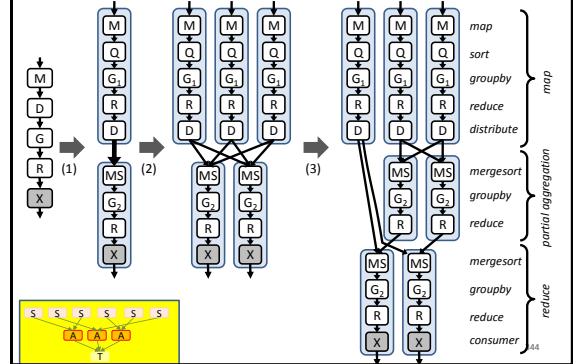 M M M M M M M map
Q Q Q Q Q Q Q sort
M G₁ G₁ G₁ G₁ G₁ G₁ G₁ groupby
D R R R R R R R reduce
G D D D D D D D distribute
map
(1) (2) (3)
R MS MS MS MS MS mergesort
X G₂ G₂ G₂ G₂ G₂ groupby
R R R R R reduce
partial aggregation
X X X MS MS mergesort
G₂ G₂ groupby
R R reduce
X X consumer
reduce
S S S S S S
A A A
T
44